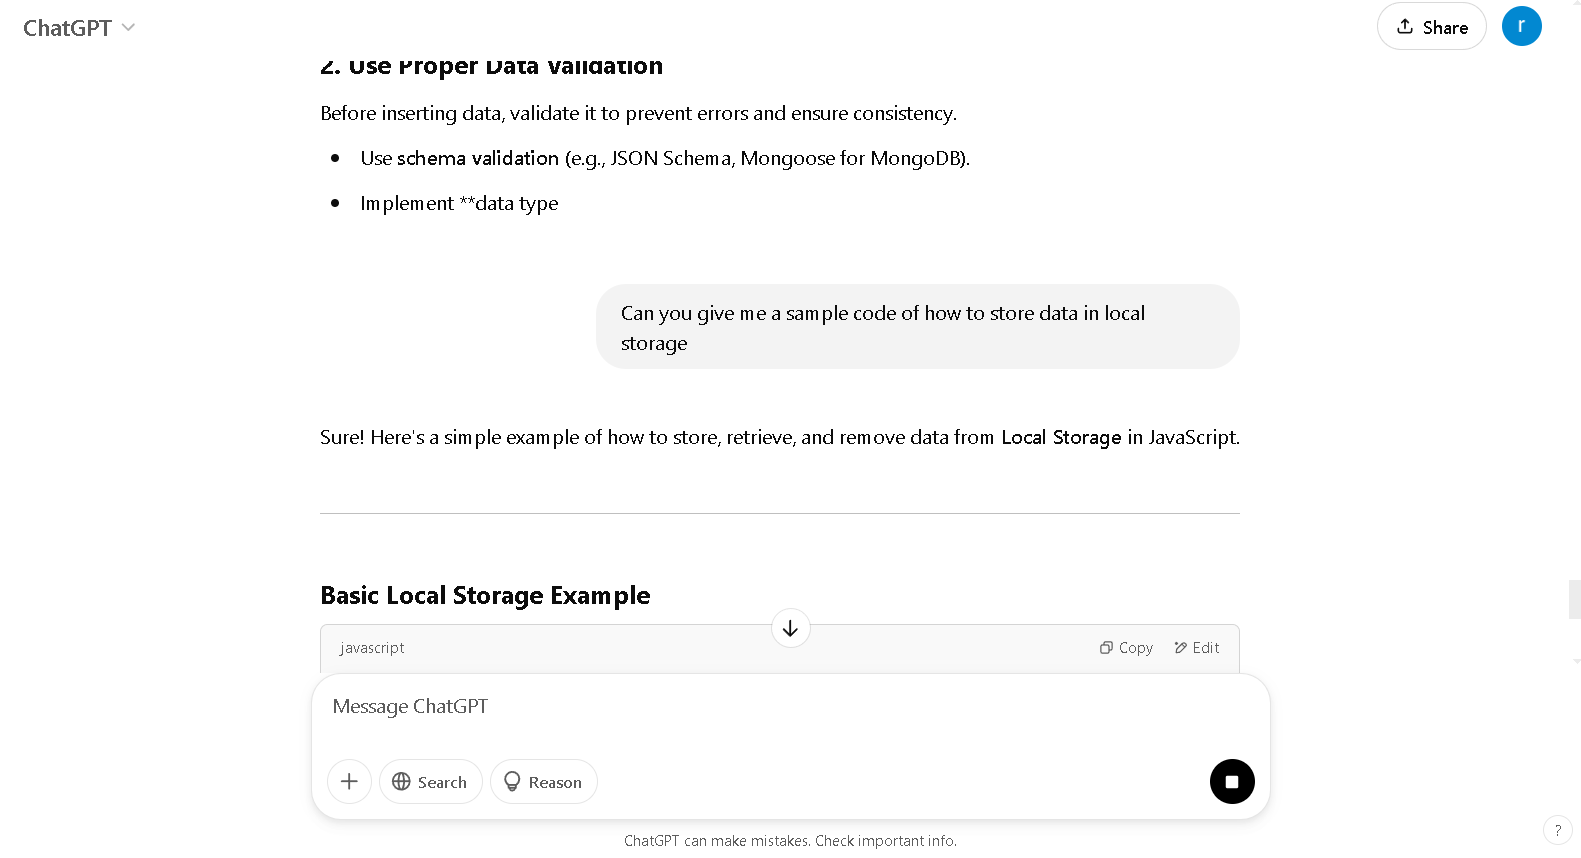 ChatGPT
Share
r
2. Use Proper Data Validation
Before inserting data, validate it to prevent errors and ensure consistency.
Use schema validation (e.g., JSON Schema, Mongoose for MongoDB).
Implement **data type
Can you give me a sample code of how to store data in local
storage
Sure! Here's a simple example of how to store, retrieve, and remove data from Local Storage in JavaScript.
Basic Local Storage Example
javascript
Copy
Edit
Message ChatGPT
Search
Reason
ChatGPT can make mistakes. Check important info.
?